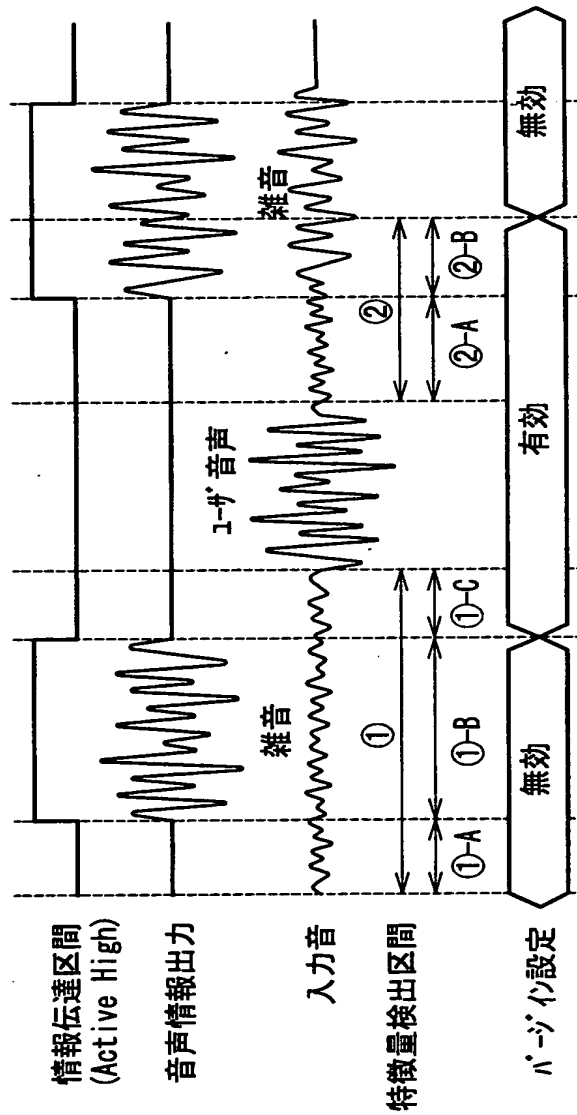 情報伝達区間
(Active High)
音声情報出力
入力音
雑音
ユーザ音声
雑音
特徴量検出区間
①
②
①-A
①-B
①-C
②-A
②-B
バージイン設定
無効
有効
無効